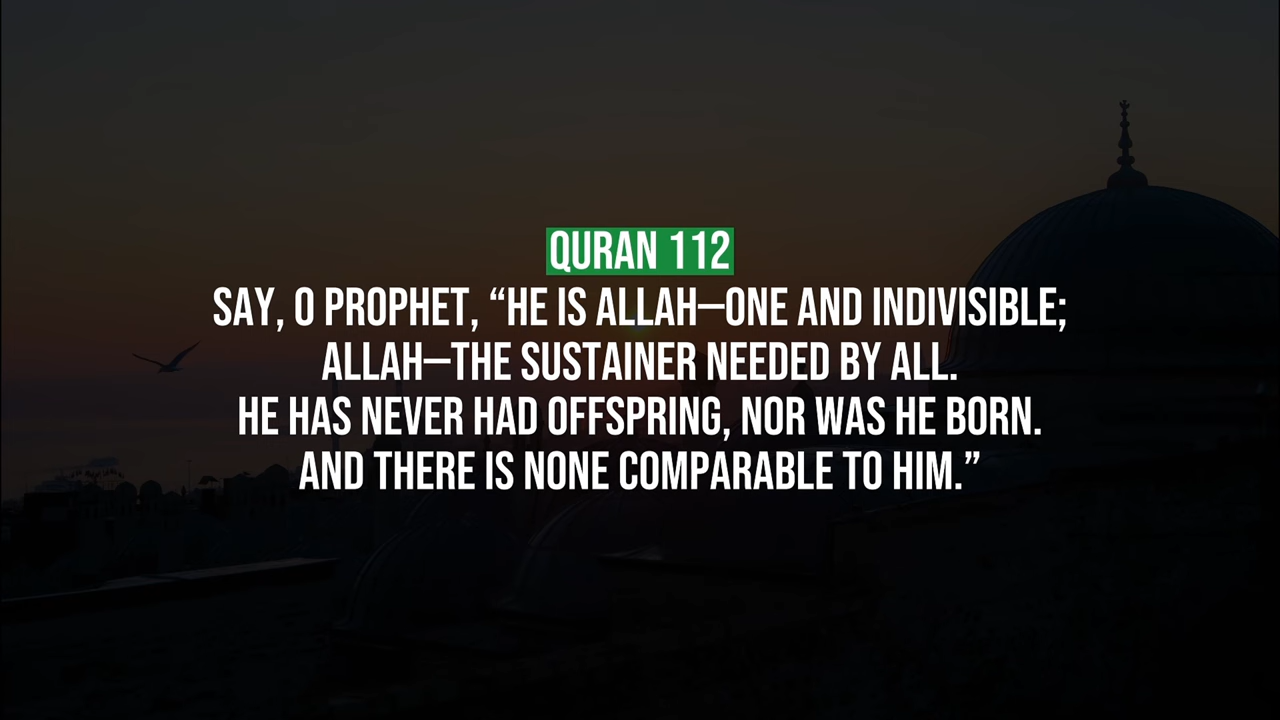 QURAN 112
SAY, O PROPHET, “HE IS ALLAH—ONE AND INDIVISIBLE;
ALLAH—THE SUSTAINER NEEDED BY ALL.
HE HAS NEVER HAD OFFSPRING, NOR WAS HE BORN.
AND THERE IS NONE COMPARABLE TO HIM.”